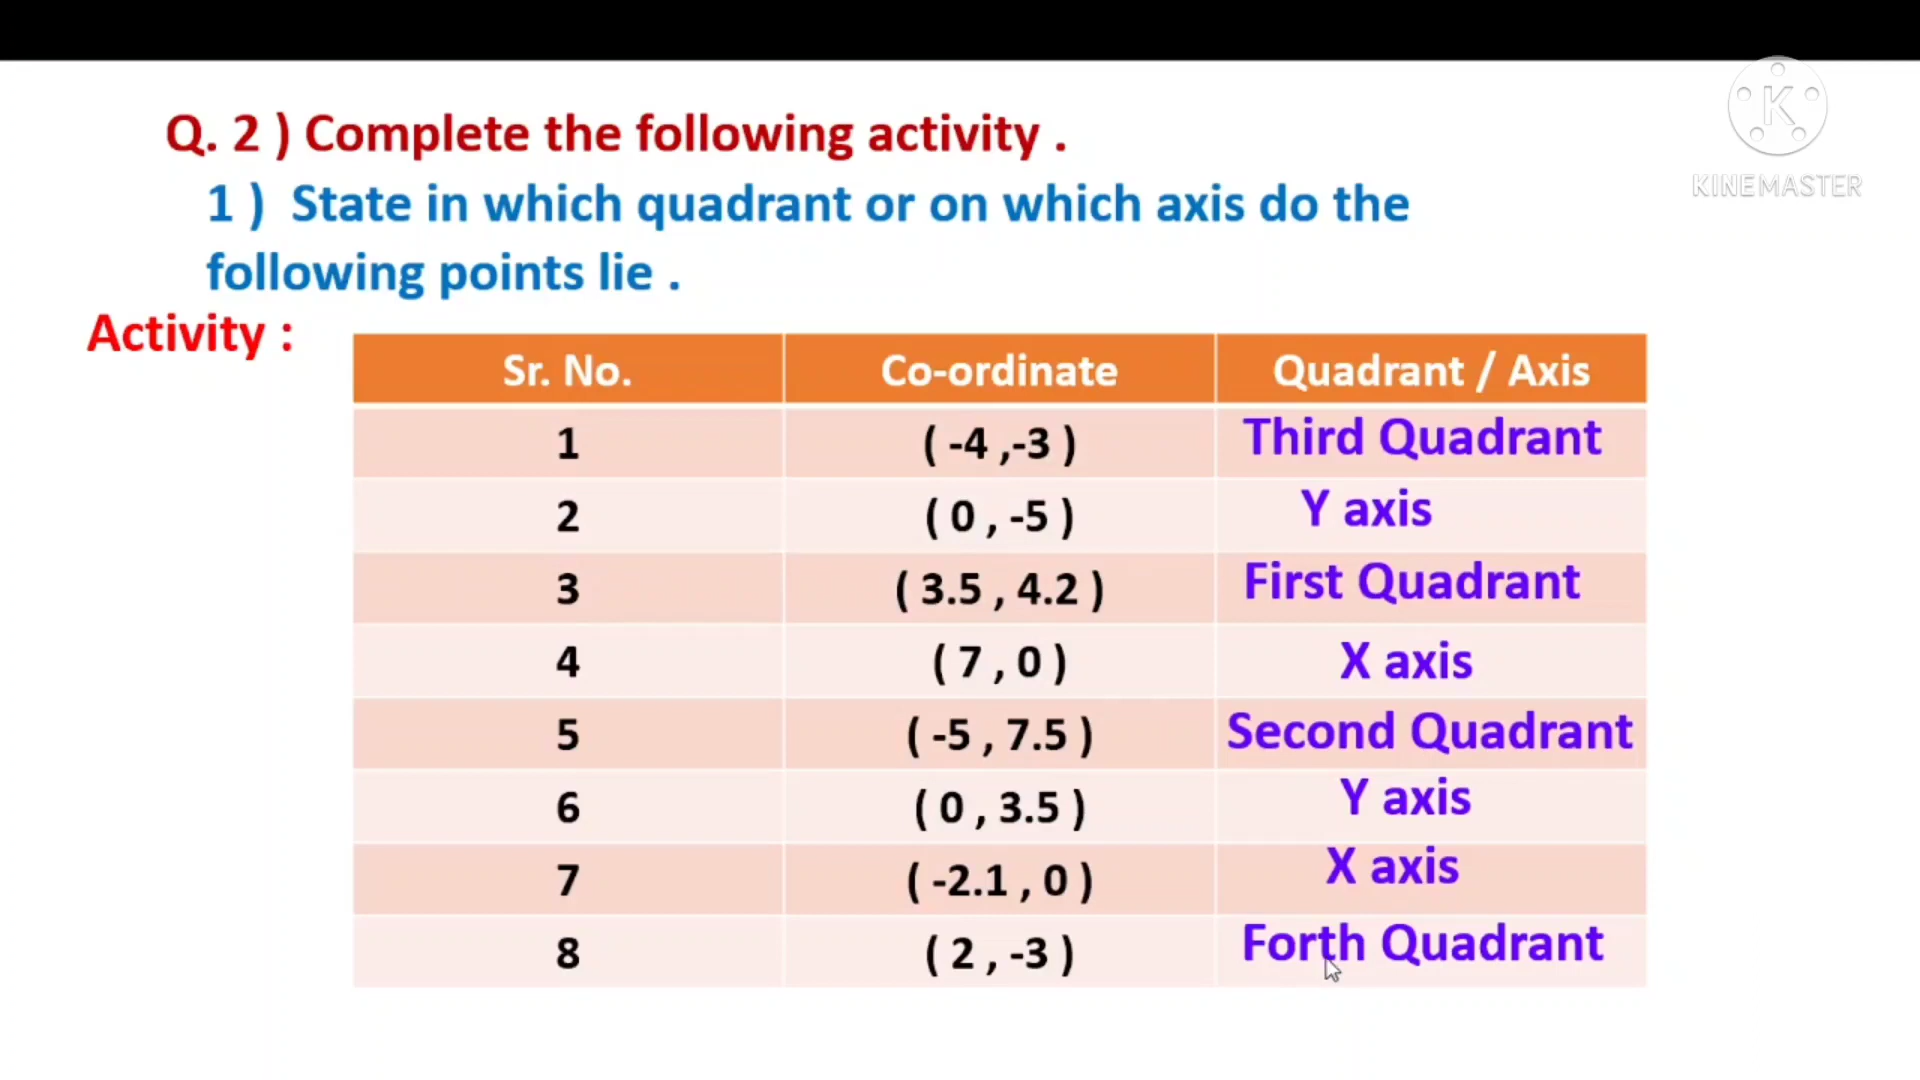 KINEMASTER
Q. 2 ) Complete the following activity .
1 ) State in which quadrant or on which axis do the
following points lie .
Activity :
Sr. No. Co-ordinate Quadrant / Axis
1 ( -4 ,-3 ) Third Quadrant
2 ( 0 , -5 ) Y axis
3 ( 3.5 , 4.2 ) First Quadrant
4 ( 7 , 0 ) X axis
5 ( -5 , 7.5 ) Second Quadrant
6 ( 0 , 3.5 ) Y axis
7 ( -2.1 , 0 ) X axis
8 ( 2 , -3 ) Forth Quadrant